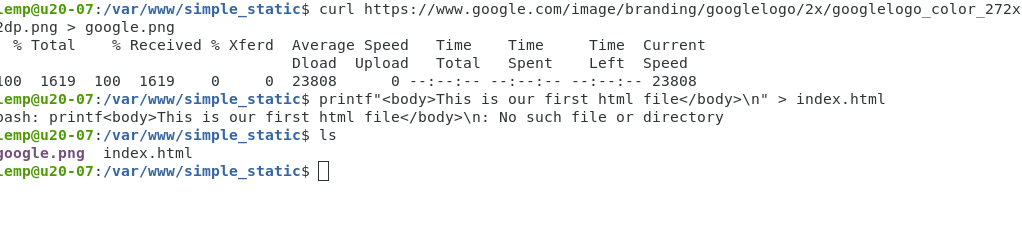 lemp@u20-07:/var/www/simple_static$ curl https://www.google.com/image/branding/googlelogo/2x/googlelogo_color_272x
2dp.png > google.png
% Total % Received % Xferd Average Speed Time Time Time Current
Dload Upload Total Spent Left Speed
100 1619 100 1619 0 0 23808 0 --:--:-- --:--:-- --:--:-- 23808
lemp@u20-07:/var/www/simple_static$ printf"<body>This is our first html file</body>\n" > index.html
bash: printf<body>This is our first html file</body>\n: No such file or directory
lemp@u20-07:/var/www/simple_static$ ls
google.png index.html
lemp@u20-07:/var/www/simple_static$